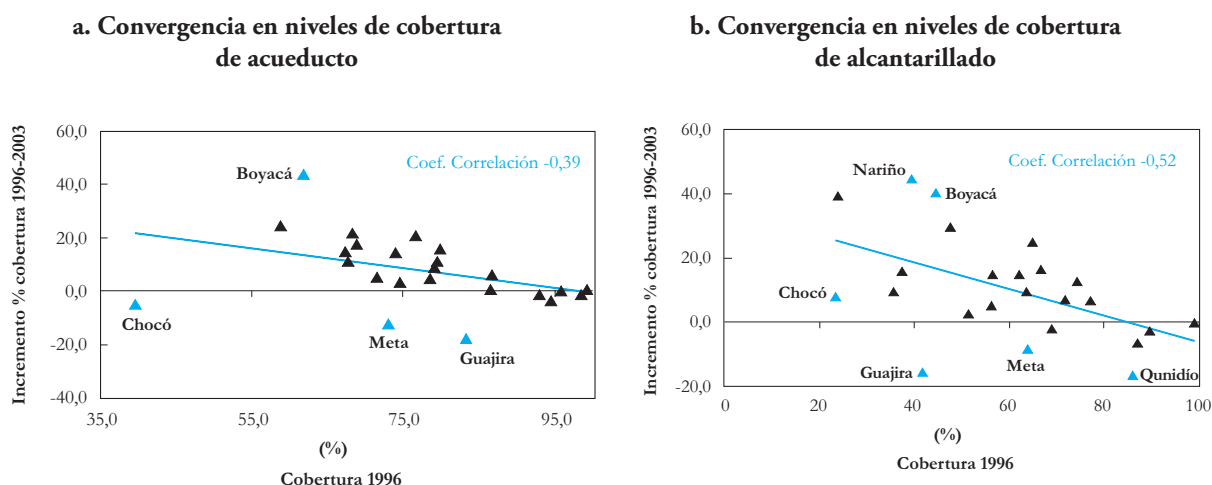 a. Convergencia en niveles de cobertura
de acueducto
Incremento % cobertura 1996-2003
60,0
40,0
20,0
0,0
-20,0
-40,0
Coef. Correlación -0,39
Boyacá
Chocó
Meta
Guajira
35,0 55,0 75,0 95,0
(%)
Cobertura 1996
b. Convergencia en niveles de cobertura
de alcantarillado
Incremento % cobertura 1996-2003
60,0
40,0
20,0
0,0
-20,0
Coef. Correlación -0,52
Nariño
Boyacá
Chocó
Guajira
Meta
Qunidío
0 20 40 60 80 100
(%)
Cobertura 1996